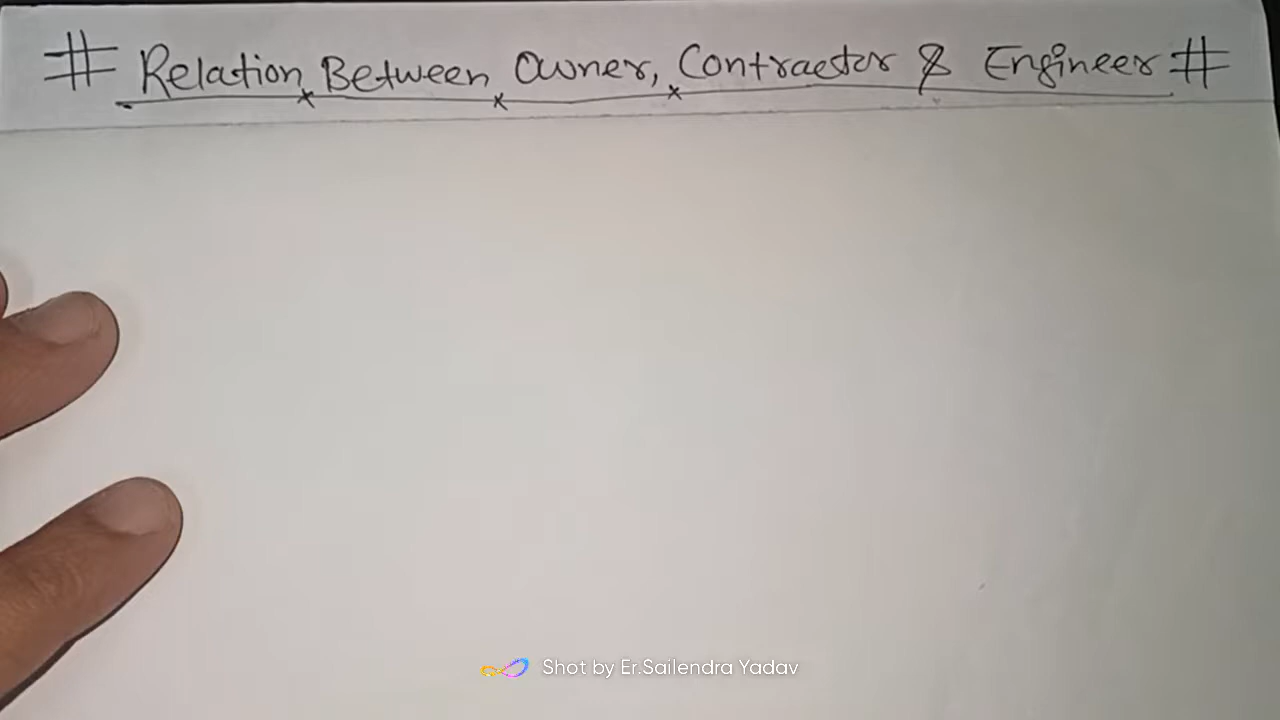 # Relation Between Owner, Contractor & Engineer #
Shot by Er.Sailendra Yadav